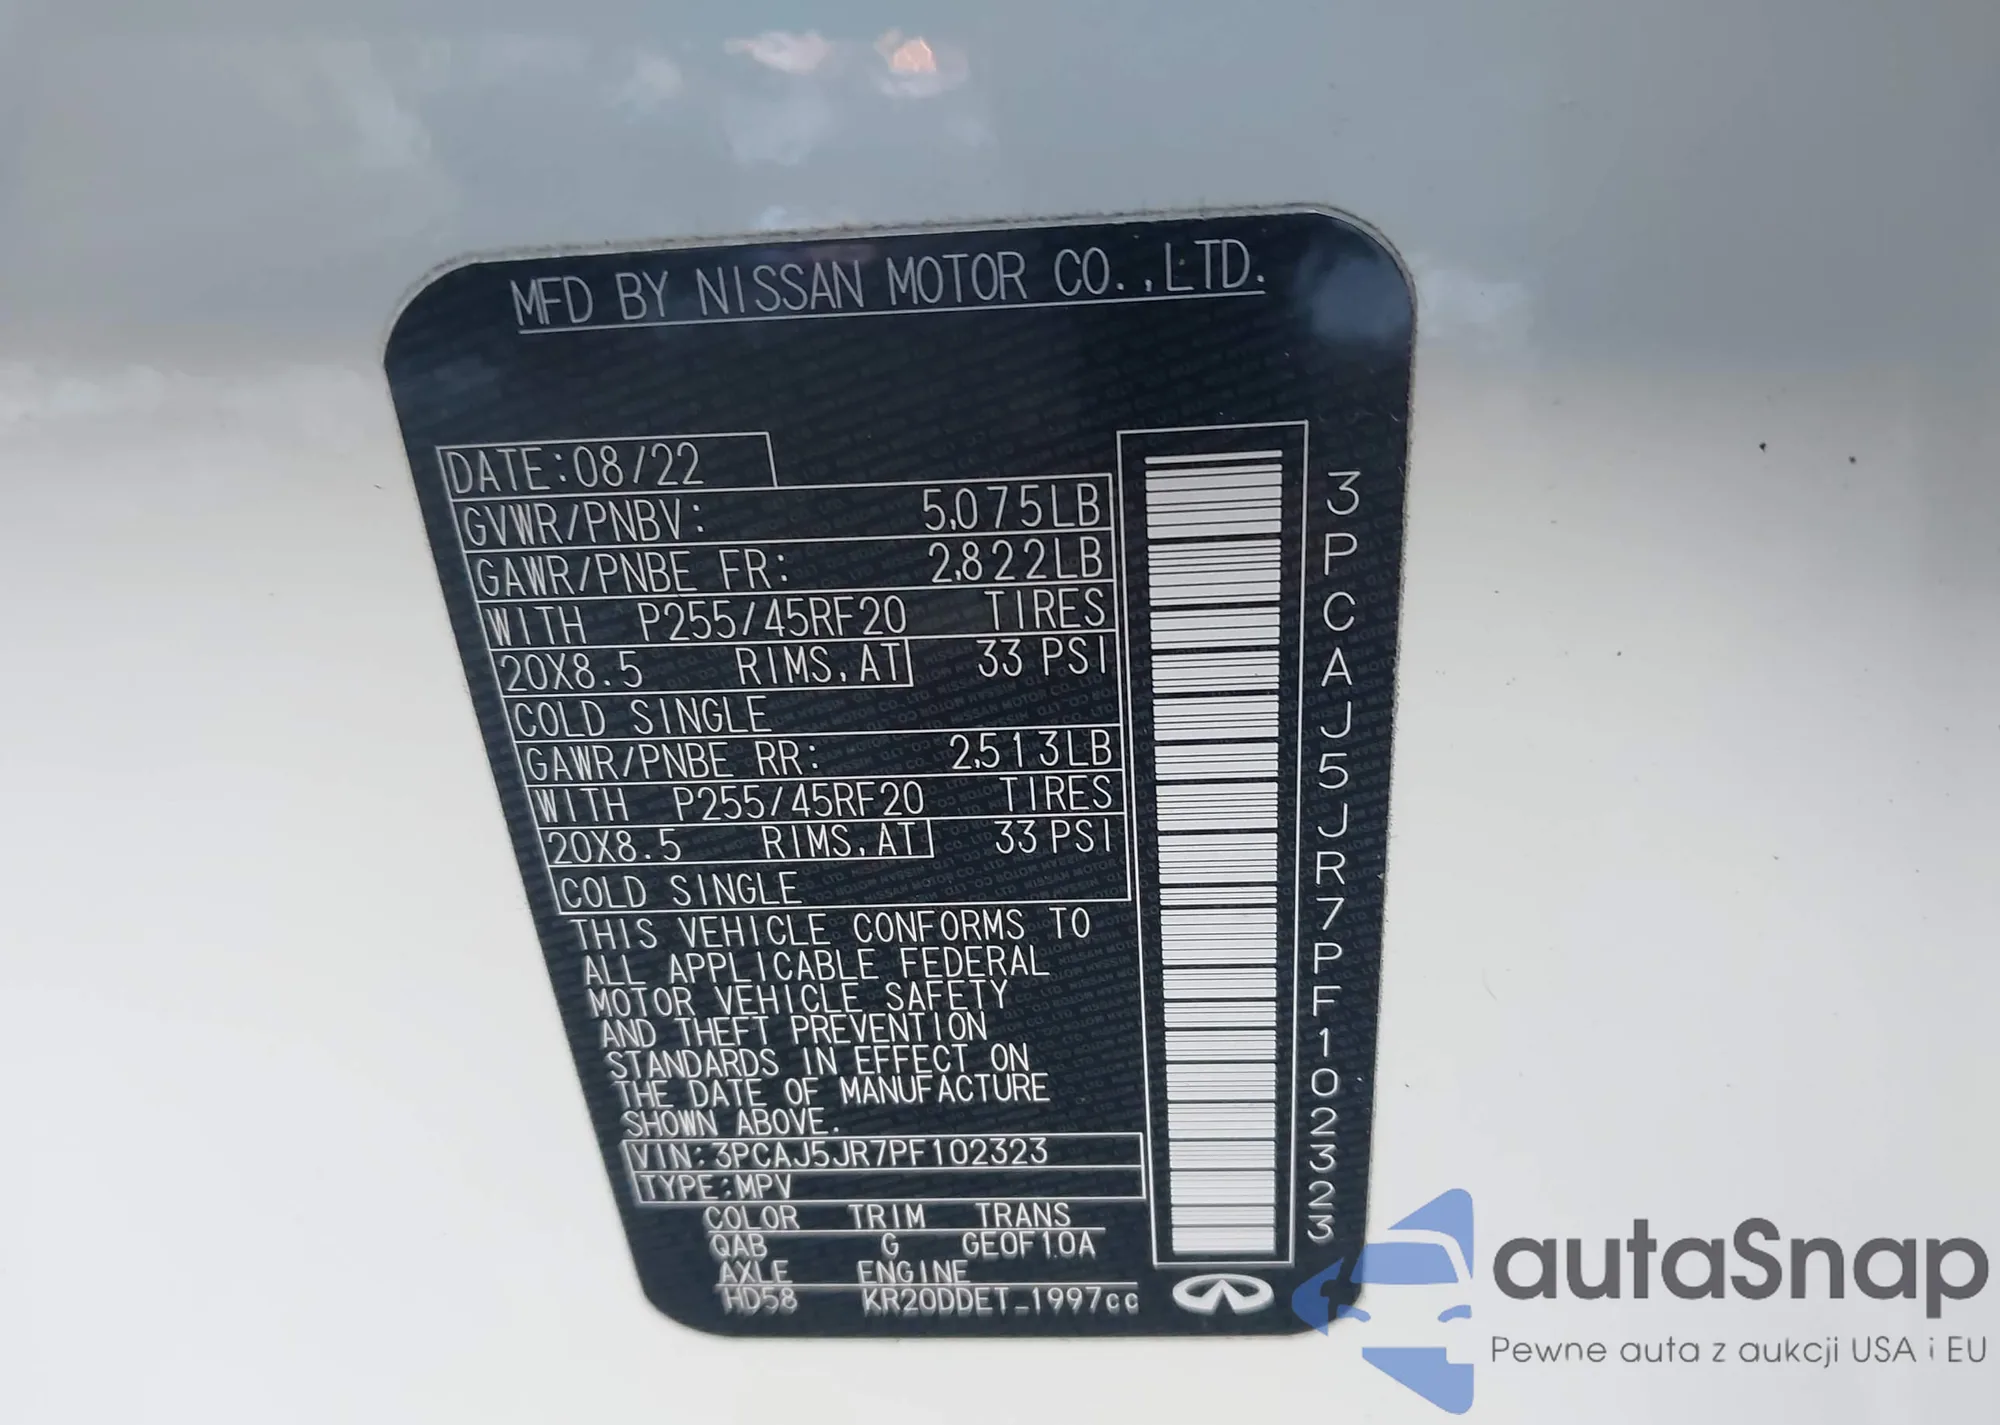 MFD BY NISSAN MOTOR CO.,LTD.
DATE:08/22
GVWR/PNBV: 5,075LB
GAWR/PNBE FR: 2,822LB
WITH P255/45RF20 TIRES
20X8.5 RIMS,AT 33 PSI
COLD SINGLE
GAWR/PNBE RR: 2,513LB
WITH P255/45RF20 TIRES
20X8.5 RIMS,AT 33 PSI
COLD SINGLE
THIS VEHICLE CONFORMS TO
ALL APPLICABLE FEDERAL
MOTOR VEHICLE SAFETY
AND THEFT PREVENTION
STANDARDS IN EFFECT ON
THE DATE OF MANUFACTURE
SHOWN ABOVE.
VIN:3PCAJ5JR7PF102323
TYPE:MPV
COLOR TRIM TRANS
QAB G GE0F10A
AXLE ENGINE
HD58 KR20DDET_1997cc
3PCAJ5JR7PF102323
autaSnap
Pewne auta z aukcji USA i EU